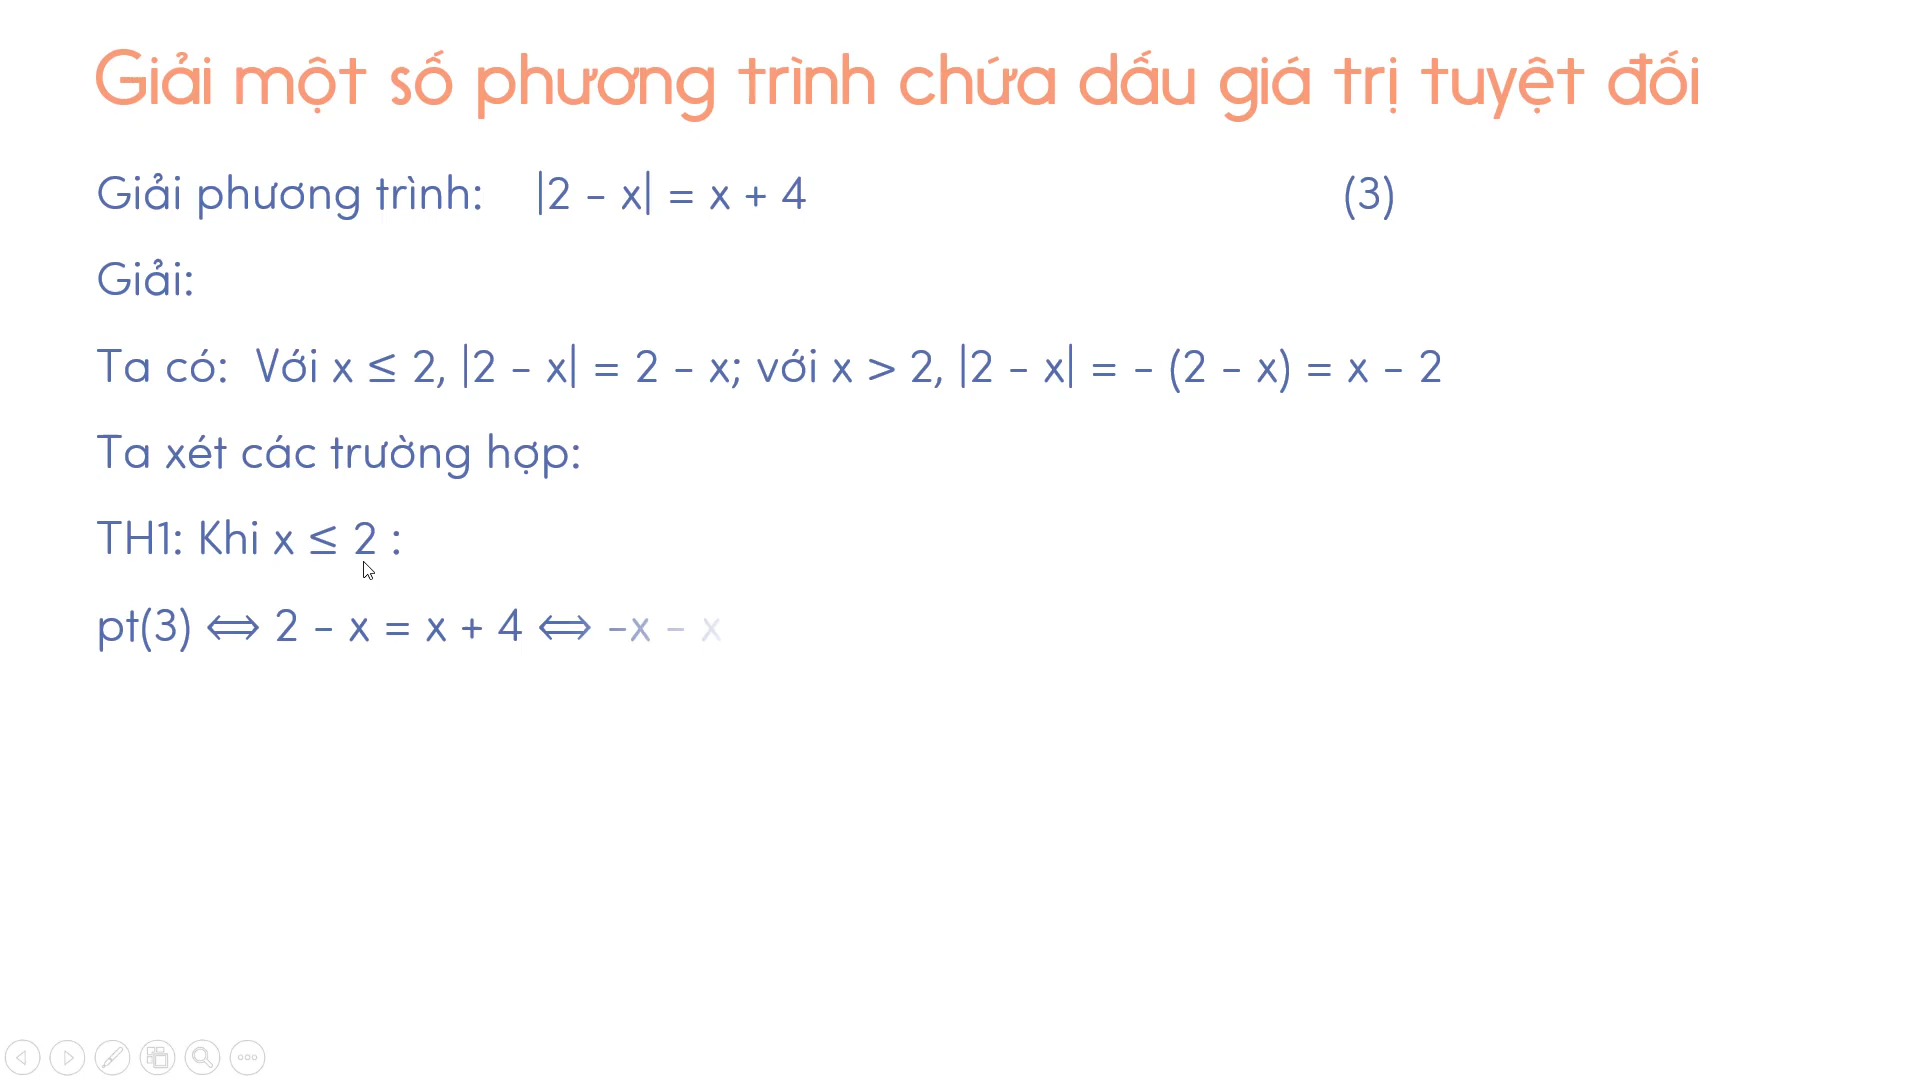 Giải một số phương trình chứa dấu giá trị tuyệt đối
Giải phương trình: |2 – x| = x + 4 (3)
Giải:
Ta có: Với x ≤ 2, |2 – x| = 2 – x; với x > 2, |2 – x| = – (2 – x) = x – 2
Ta xét các trường hợp:
TH1: Khi x ≤ 2 :
pt(3) ⟺ 2 – x = x + 4 ⟺ –x – x